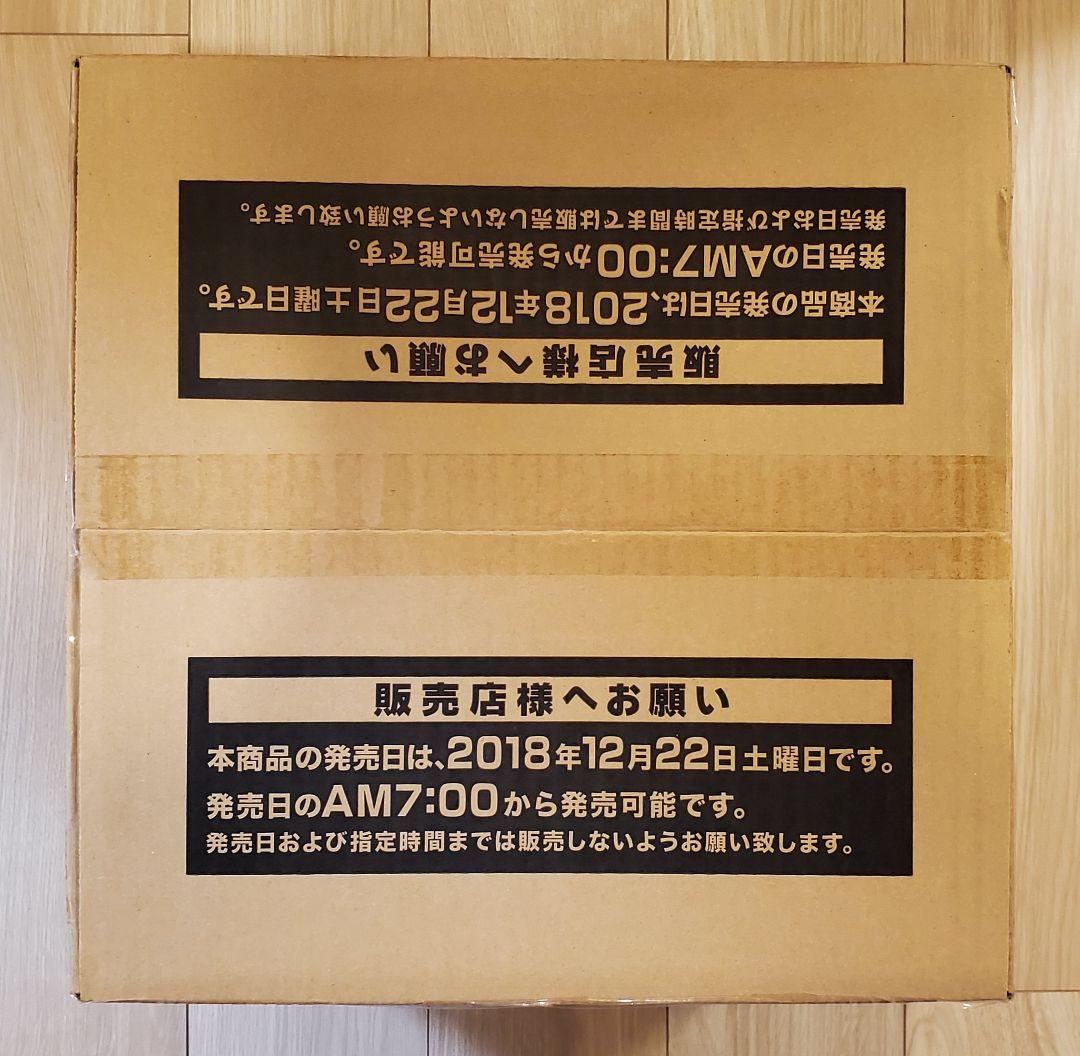 発売日および指定時間までは販売しないようお願い致します。
発売日のAM7:00から発売可能です。
本商品の発売日は、2018年12月22日土曜日です。
販売店様へお願い
販売店様へお願い
本商品の発売日は、2018年12月22日土曜日です。
発売日のAM7:00から発売可能です。
発売日および指定時間までは販売しないようお願い致します。